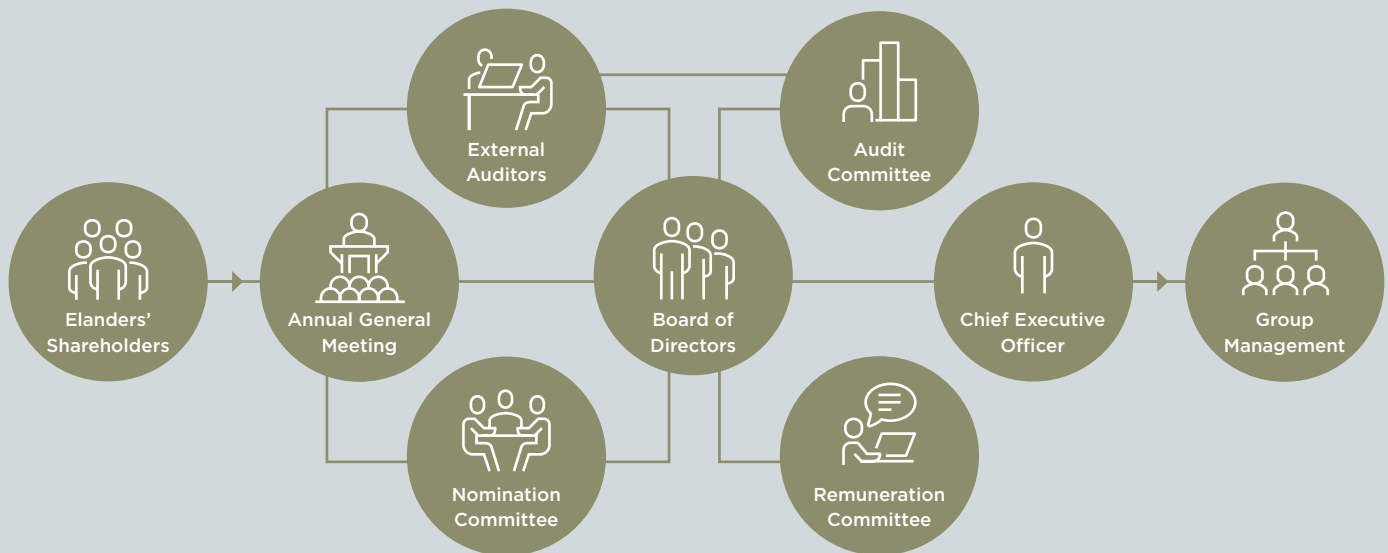 External
Auditors
Audit
Committee
Elanders’
Shareholders
Annual General
Meeting
Board of
Directors
Chief Executive
Officer
Group
Management
Nomination
Committee
Remuneration
Committee